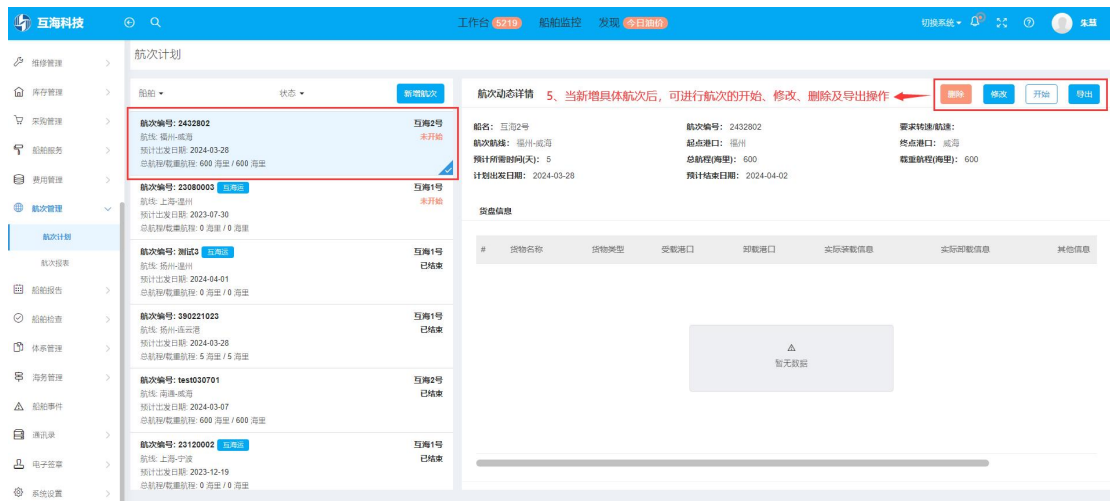 互海科技
工作台 5219 船舶监控 发现 今日油价
切换系统 朱慧
维修管理
库存管理
采购管理
船舶服务
费用管理
航次管理
航次计划
航次报表
船舶报告
船舶检查
体系管理
海务管理
船舶事件
通讯录
电子签章
系统设置
航次计划
船舶 状态 新增航次
航次编号: 2432802 互海2号
航线: 福州-威海 未开始
预计出发日期: 2024-03-28
总航程/载重航程: 600 海里 / 600 海里
航次编号: 23080003 互海运 互海1号
航线: 上海-温州 未开始
预计出发日期: 2023-07-30
总航程/载重航程: 0 海里 / 0 海里
航次编号: 测试3 互海运 互海1号
航线: 扬州-温州 已结束
预计出发日期: 2024-04-01
总航程/载重航程: 0 海里 / 0 海里
航次编号: 390221023 互海1号
航线: 扬州-连云港 已结束
预计出发日期: 2024-03-28
总航程/载重航程: 5 海里 / 5 海里
航次编号: test030701 互海2号
航线: 南通-威海 已结束
预计出发日期: 2024-03-07
总航程/载重航程: 600 海里 / 600 海里
航次编号: 23120002 互海运 互海1号
航线: 上海-宁波 已结束
预计出发日期: 2023-12-19
总航程/载重航程: 0 海里 / 0 海里
航次动态详情 5、当新增具体航次后，可进行航次的开始、修改、删除及导出操作 删除 修改 开始 导出
船名: 互海2号 航次编号: 2432802 要求转速/航速:
航次航线: 福州-威海 起点港口: 福州 终点港口: 威海
预计所需时间(天): 5 总航程(海里): 600 载重航程(海里): 600
计划出发日期: 2024-03-28 预计结束日期: 2024-04-02
货盘信息
# 货物名称 货物类型 受载港口 卸载港口 实际装载信息 实际卸载信息 其他信息
暂无数据